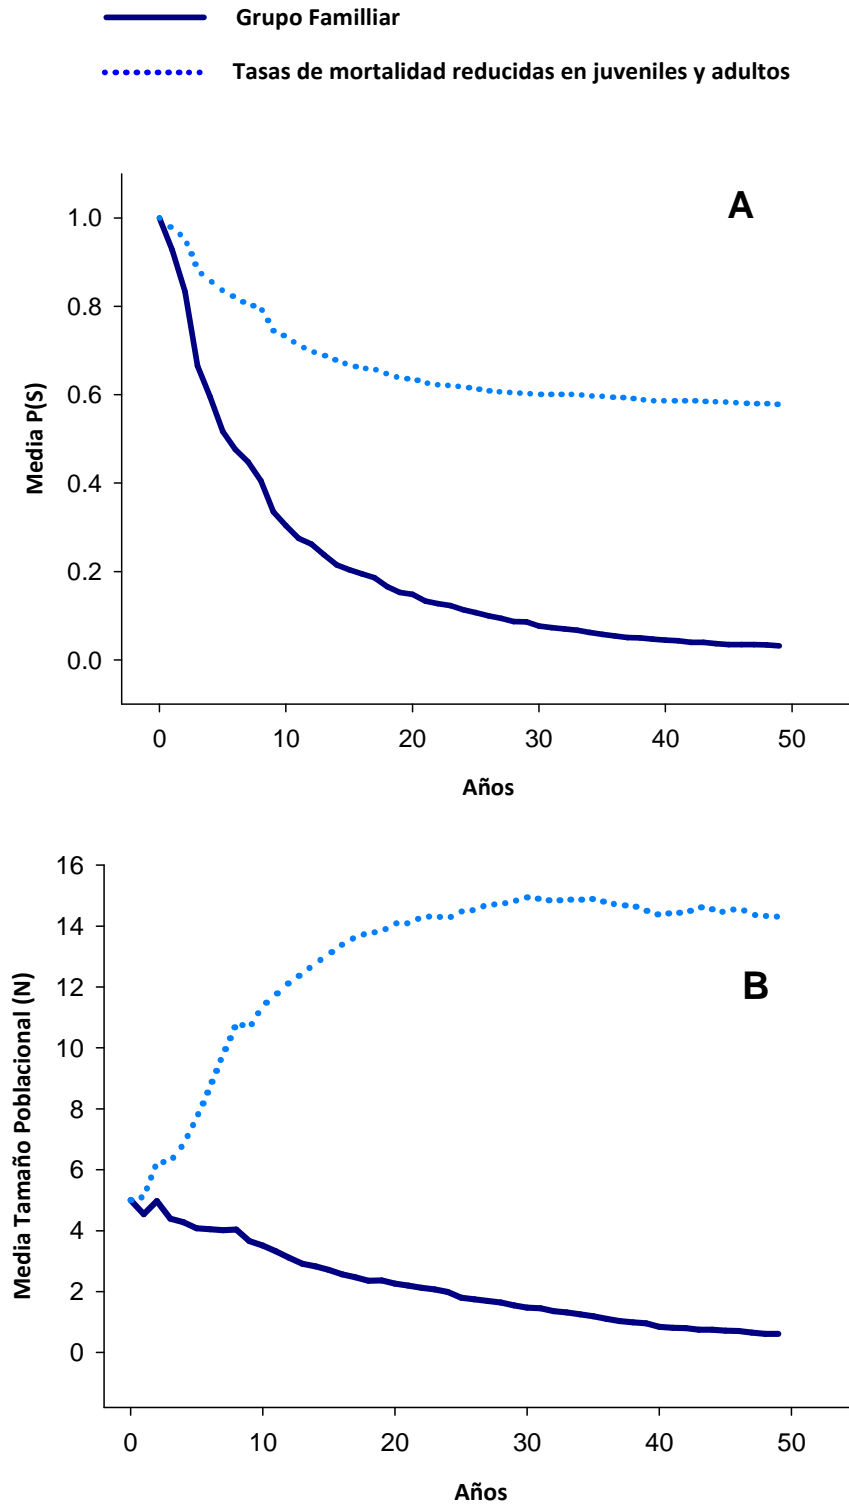 Grupo Familliar
Tasas de mortalidad reducidas en juveniles y adultos
A
1.0
0.8
0.6
0.4
0.2
0.0
Media P(S)
0 10 20 30 40 50
Años
B
16
14
12
10
8
6
4
2
0
Media Tamaño Poblacional (N)
0 10 20 30 40 50
Años